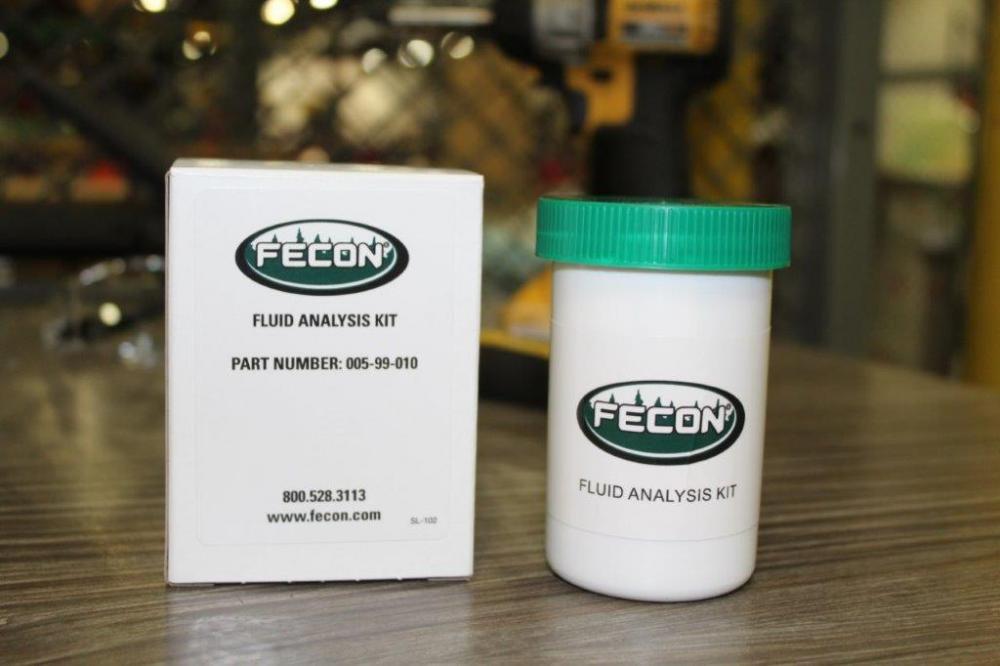 FECON®
FLUID ANALYSIS KIT
PART NUMBER: 005-99-010
800.528.3113
www.fecon.com
SL-102
FECON®
FLUID ANALYSIS KIT